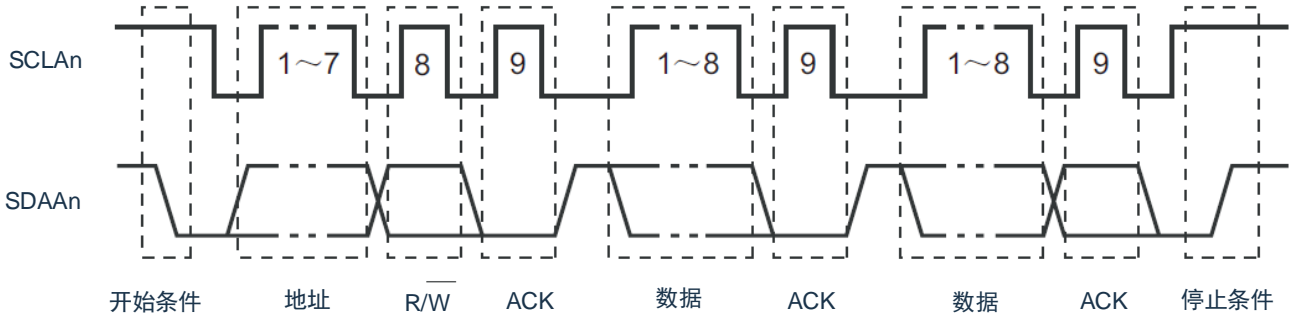 SCLAn
1～7
8
9
1～8
9
1～8
9
SDAAn
开始条件
地址
R/W̅
ACK
数据
ACK
数据
ACK
停止条件